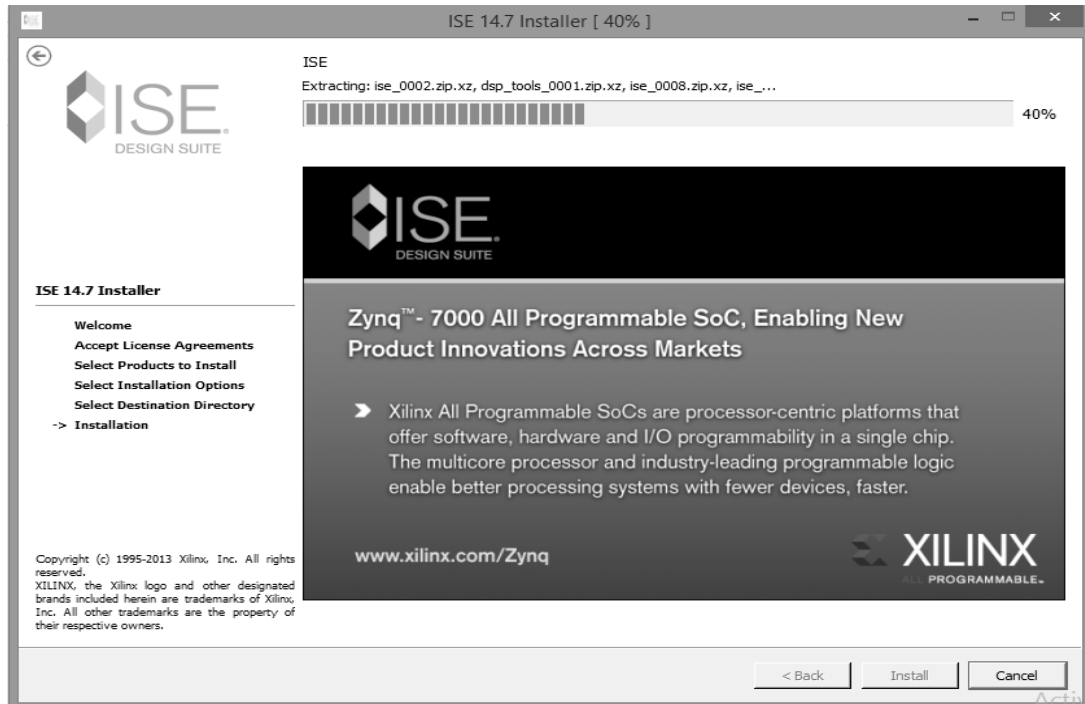 ISE 14.7 Installer [ 40% ]
ISE
Extracting: ise_0002.zip.xz, dsp_tools_0001.zip.xz, ise_0008.zip.xz, ise_...
40%
ISE.
DESIGN SUITE
ISE 14.7 Installer
Welcome
Accept License Agreements
Select Products to Install
Select Installation Options
Select Destination Directory
-> Installation
Copyright (c) 1995-2013 Xilinx, Inc. All rights
reserved.
XILINX, the Xilinx logo and other designated
brands included herein are trademarks of Xilinx,
Inc. All other trademarks are the property of
their respective owners.
ISE.
DESIGN SUITE
Zynq™- 7000 All Programmable SoC, Enabling New
Product Innovations Across Markets
Xilinx All Programmable SoCs are processor-centric platforms that
offer software, hardware and I/O programmability in a single chip.
The multicore processor and industry-leading programmable logic
enable better processing systems with fewer devices, faster.
www.xilinx.com/Zynq
XILINX
ALL PROGRAMMABLE™
< Back
Install
Cancel